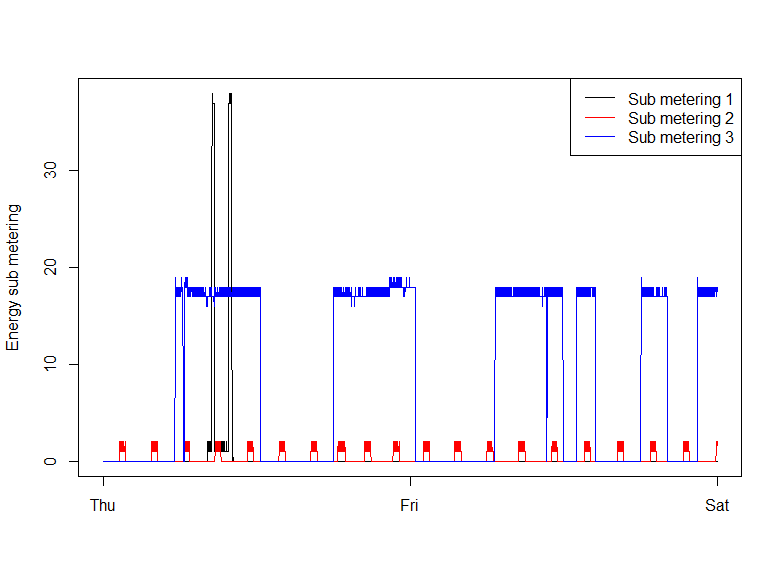 Sub metering 1
Sub metering 2
Sub metering 3
Energy sub metering
30
20
10
0
Thu Fri Sat